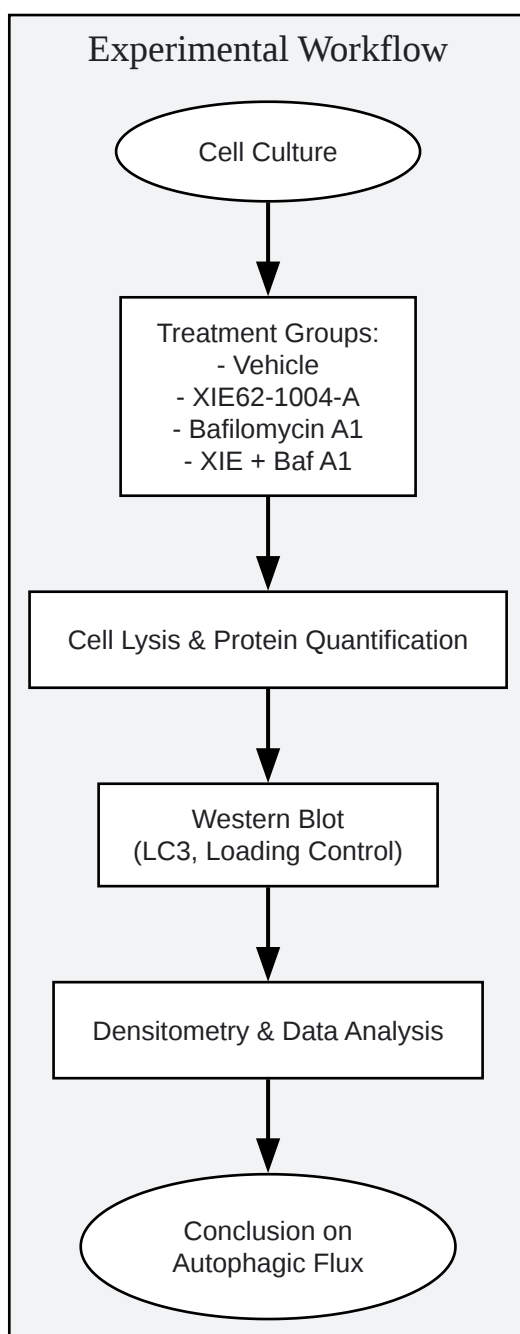 Experimental Workflow
Cell Culture
Treatment Groups:
- Vehicle
- XIE62-1004-A
- Bafilomycin A1
- XIE + Baf A1
Cell Lysis & Protein Quantification
Western Blot
(LC3, Loading Control)
Densitometry & Data Analysis
Conclusion on
Autophagic Flux